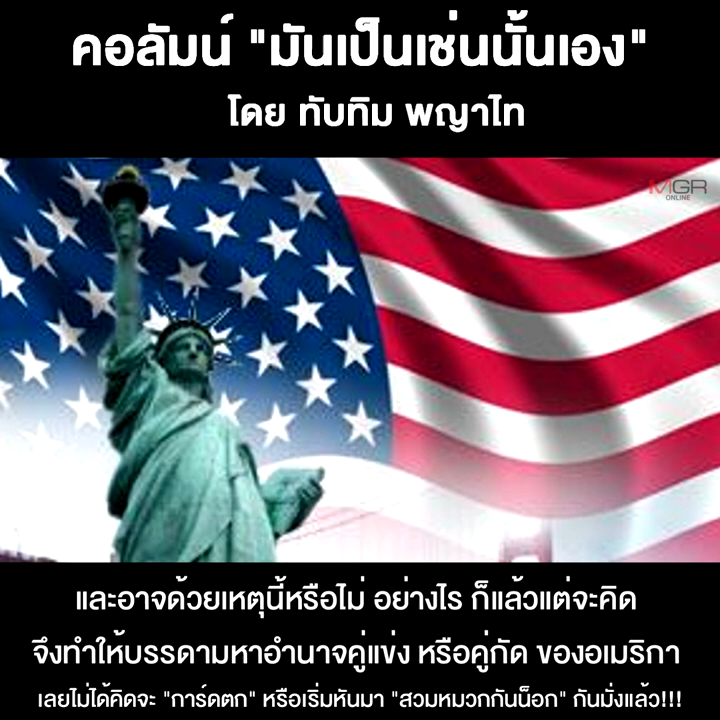 คอลัมน์ "มันเป็นเช่นนั้นเอง"
โดย ทับทิม พญาไท
MGR
ONLINE
และอาจด้วยเหตุนี้หรือไม่ อย่างไร ก็แล้วแต่จะคิด
จึงทำให้บรรดามหาอำนาจคู่แข่ง หรือคู่กัด ของอเมริกา
เลยไม่ได้คิดจะ "การ์ดตก" หรือเริ่มหันมา "สวมหมวกกันน็อก" กันมั่งแล้ว!!!